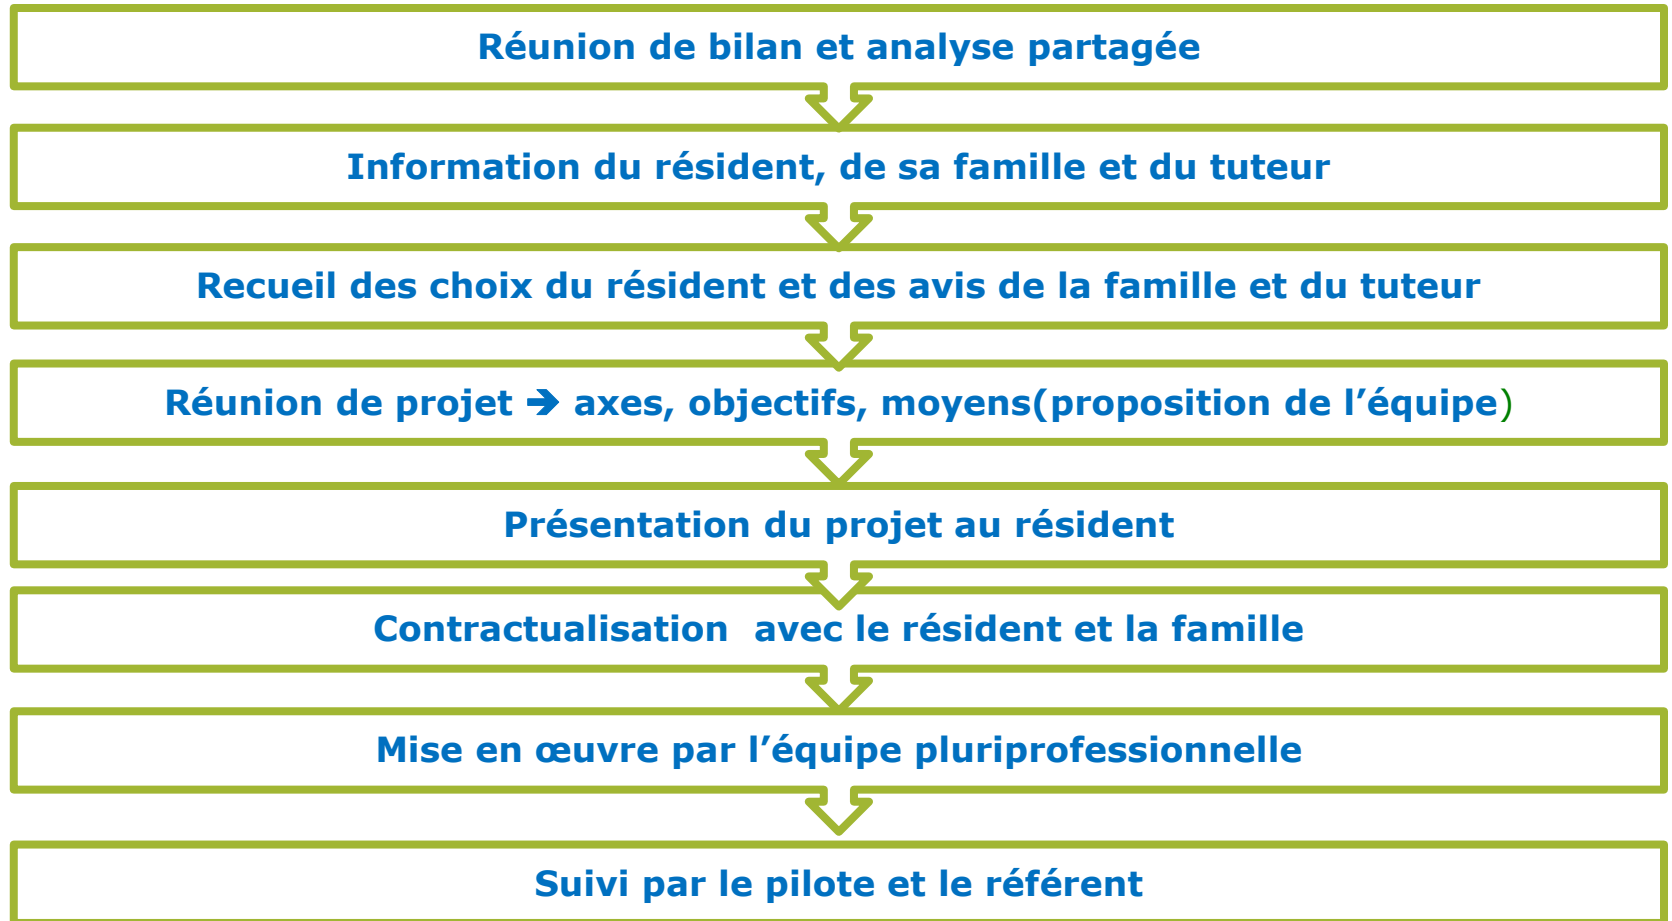 Réunion de bilan et analyse partagée
Information du résident, de sa famille et du tuteur
Recueil des choix du résident et des avis de la famille et du tuteur
Réunion de projet ➔ axes, objectifs, moyens(proposition de l’équipe)
Présentation du projet au résident
Contractualisation  avec le résident et la famille
Mise en œuvre par l’équipe pluriprofessionnelle
Suivi par le pilote et le référent